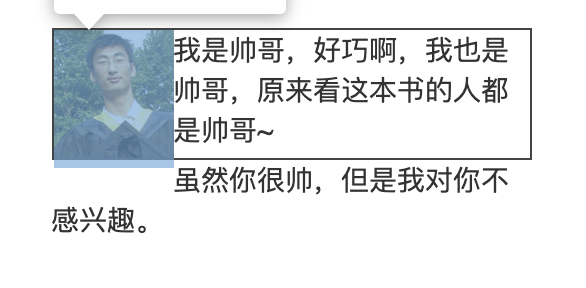 我是帅哥，好巧啊，我也是
帅哥，原来看这本书的人都
是帅哥~
虽然你很帅，但是我对你不
感兴趣。